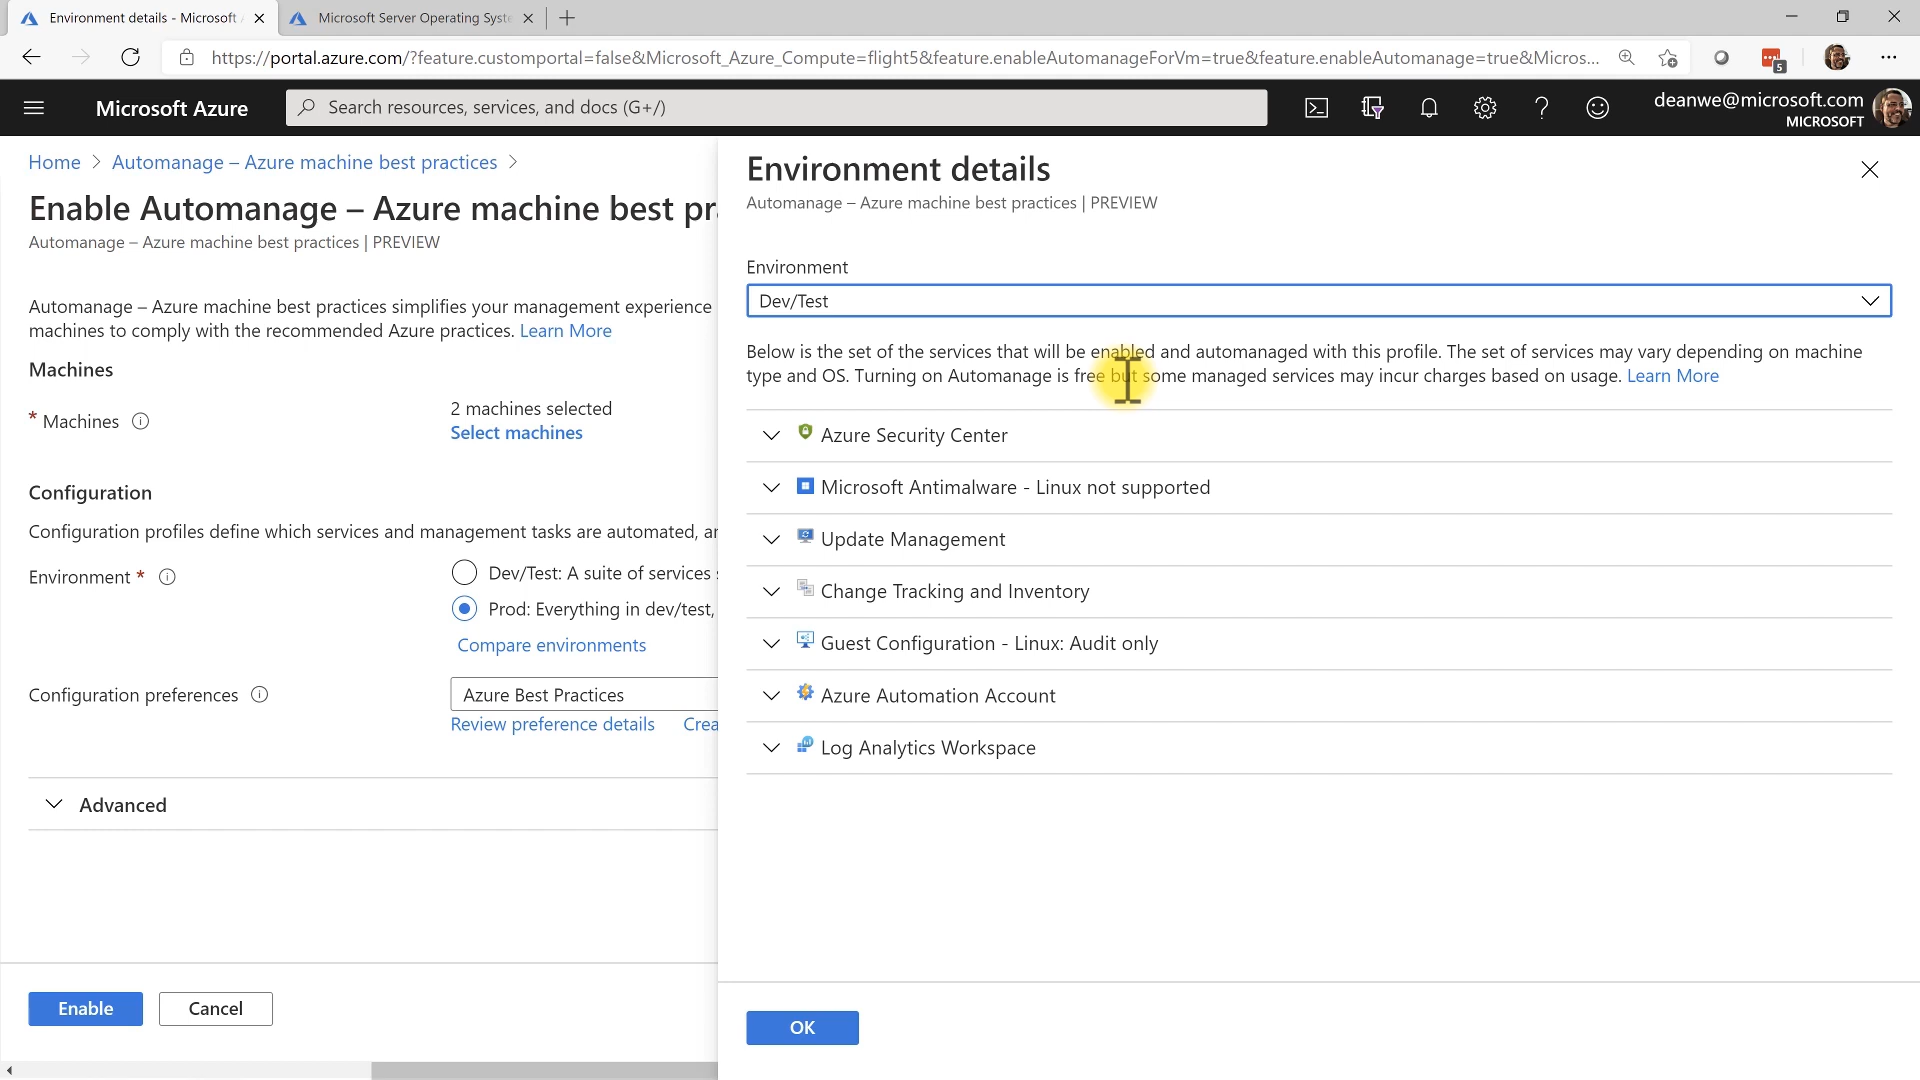 Environment details - Microsoft A
Microsoft Server Operating Syste
https://portal.azure.com/?feature.customportal=false&Microsoft_Azure_Compute=flight5&feature.enableAutomanageForVm=true&feature.enableAutomanage=true&Micros...
5
Microsoft Azure
Search resources, services, and docs (G+/)
deanwe@microsoft.com
MICROSOFT
Home > Automanage – Azure machine best practices >
Enable Automanage – Azure machine best pr
Automanage – Azure machine best practices | PREVIEW
Automanage – Azure machine best practices simplifies your management experience
machines to comply with the recommended Azure practices. Learn More
Machines
* Machines
2 machines selected
Select machines
Configuration
Configuration profiles define which services and management tasks are automated, an
Environment *
Dev/Test: A suite of services s
Prod: Everything in dev/test,
Compare environments
Configuration preferences
Azure Best Practices
Review preference details Crea
Advanced
Enable Cancel
Environment details
Automanage – Azure machine best practices | PREVIEW
Environment
Dev/Test
Below is the set of the services that will be enabled and automanaged with this profile. The set of services may vary depending on machine
type and OS. Turning on Automanage is free but some managed services may incur charges based on usage. Learn More
Azure Security Center
Microsoft Antimalware - Linux not supported
Update Management
Change Tracking and Inventory
Guest Configuration - Linux: Audit only
Azure Automation Account
Log Analytics Workspace
OK